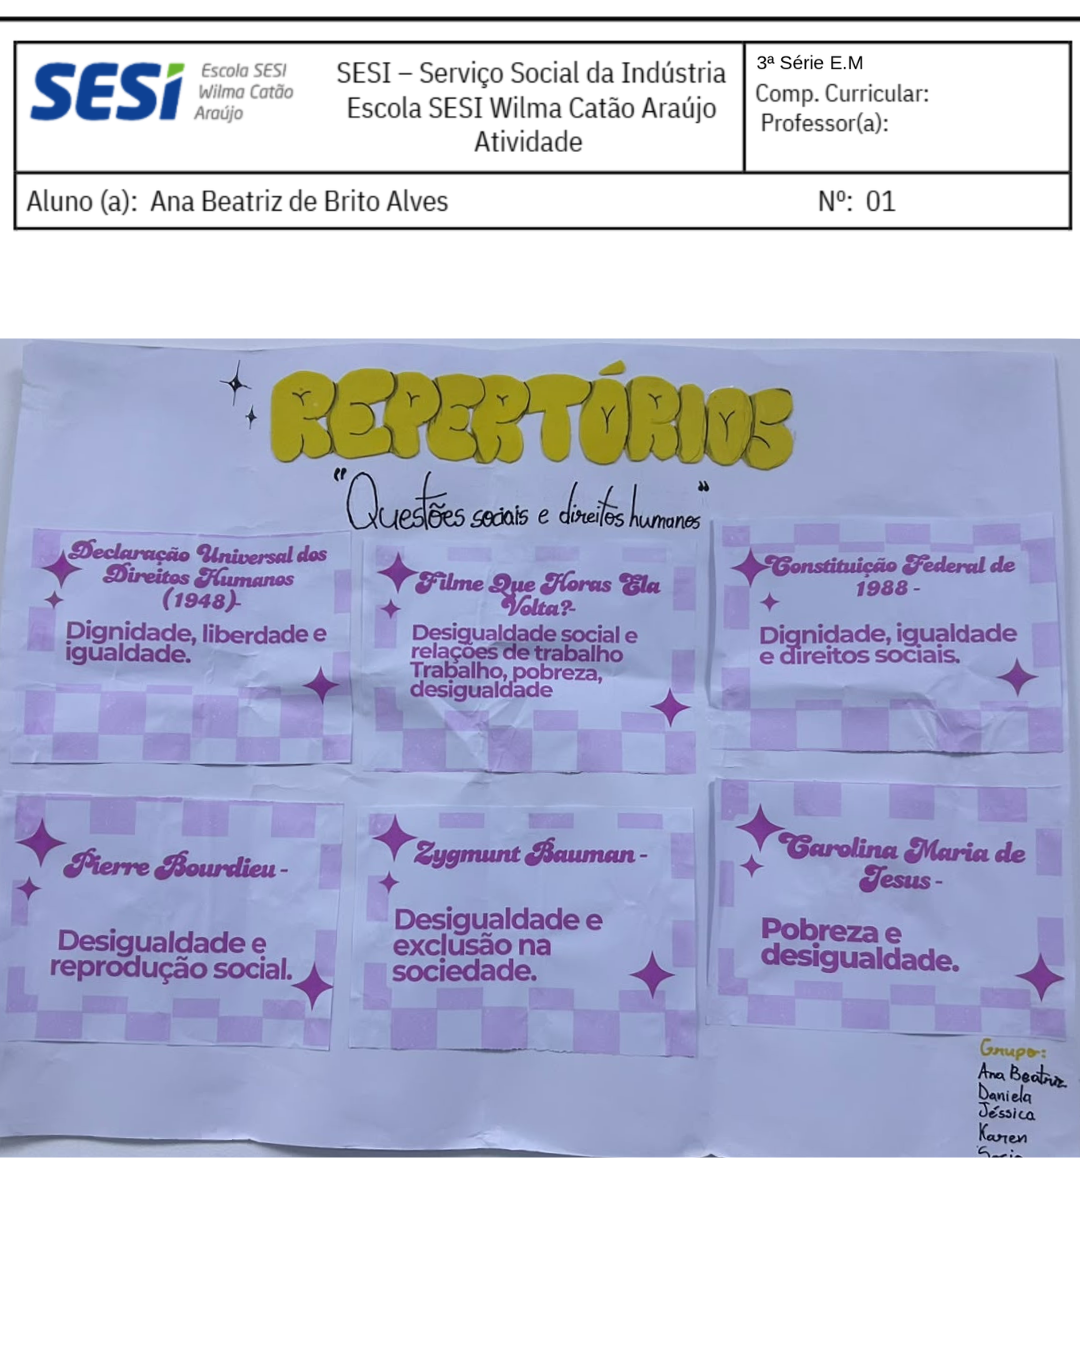 SESI
Escola SESI
Wilma Catão
Araújo
SESI – Serviço Social da Indústria
Escola SESI Wilma Catão Araújo
Atividade
3ª Série E.M
Comp. Curricular:
Professor(a):
Aluno (a): Ana Beatriz de Brito Alves
Nº: 01
REPERTÓRIOS
"Questões sociais e direitos humanos"
Declaração Universal dos
Direitos Humanos
(1948)-
Dignidade, liberdade e
igualdade.
Filme Que Horas Ela
Volta?-
Desigualdade social e
relações de trabalho
Trabalho, pobreza,
desigualdade
Constituição Federal de
1988 -
Dignidade, igualdade
e direitos sociais.
Pierre Bourdieu -
Desigualdade e
reprodução social.
Zygmunt Bauman -
Desigualdade e
exclusão na
sociedade.
Carolina Maria de
Jesus -
Pobreza e
desigualdade.
Grupo:
Ana Beatriz
Daniela
Jéssica
Karen